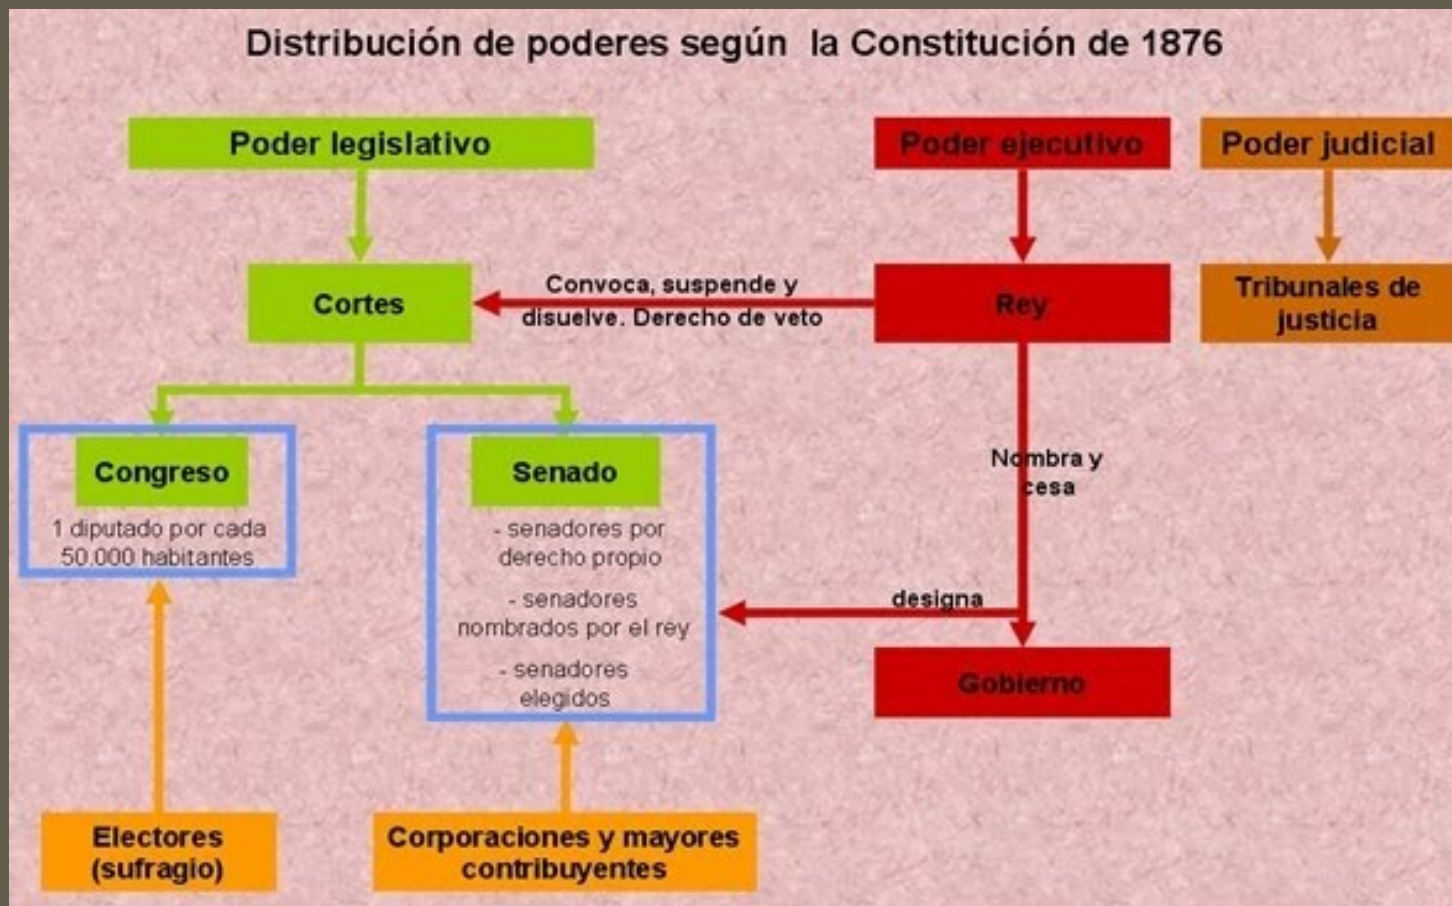 Distribución de poderes según la Constitución de 1876
Poder legislativo
Poder ejecutivo
Poder judicial
Cortes
Convoca, suspende y
disuelve. Derecho de veto
Rey
Tribunales de
justicia
Congreso
1 diputado por cada
50.000 habitantes
Senado
- senadores por
derecho propio
- senadores
nombrados por el rey
- senadores
elegidos
Nombra y
cesa
designa
Gobierno
Electores
(sufragio)
Corporaciones y mayores
contribuyentes